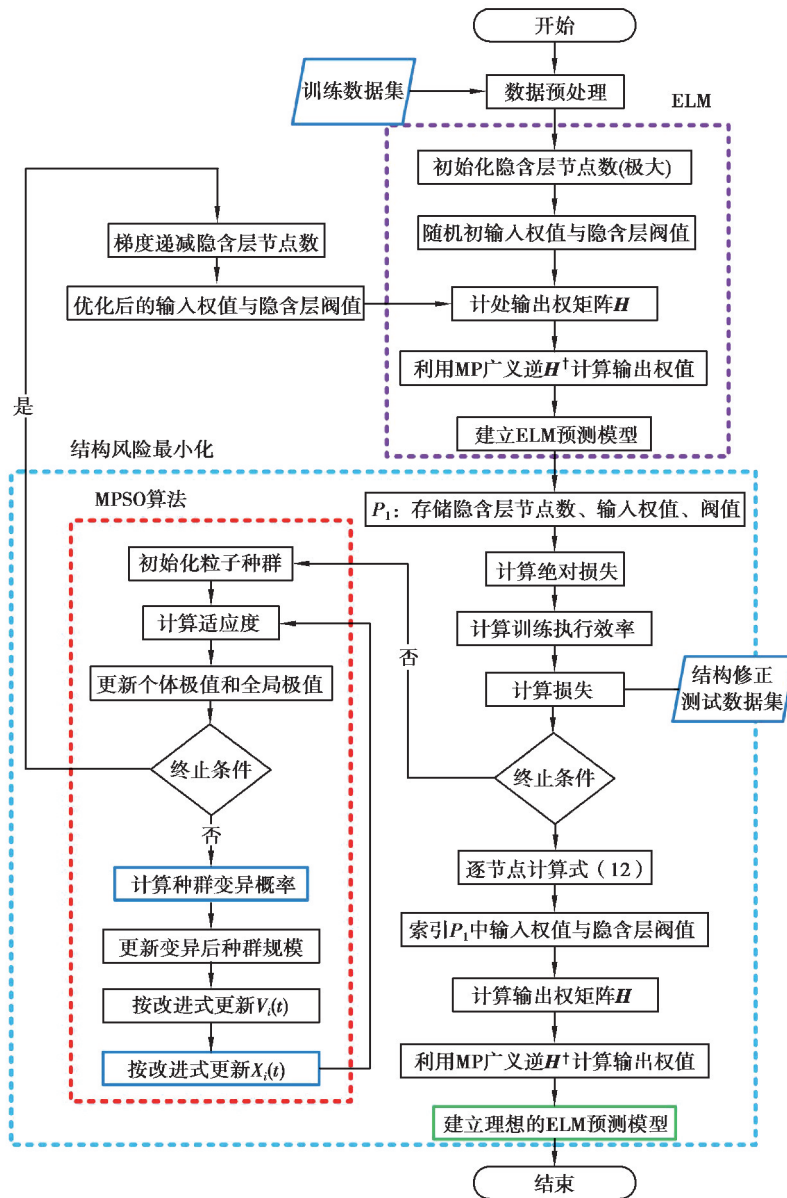 开始
训练数据集
数据预处理
ELM
初始化隐含层节点数(极大)
随机初输入权值与隐含层阀值
梯度递减隐含层节点数
优化后的输入权值与隐含层阀值
计处输出权矩阵H
利用MP广义逆H†计算输出权值
建立ELM预测模型
是
结构风险最小化
MPSO算法
P₁：存储隐含层节点数、输入权值、阀值
初始化粒子种群
计算绝对损失
计算适应度
计算训练执行效率
否
更新个体极值和全局极值
计算损失
结构修正
测试数据集
终止条件
终止条件
否
计算种群变异概率
逐节点计算式（12）
更新变异后种群规模
索引P₁中输入权值与隐含层阀值
按改进式更新Vᵢ(t)
计算输出权矩阵H
按改进式更新Xᵢ(t)
利用MP广义逆H†计算输出权值
建立理想的ELM预测模型
结束